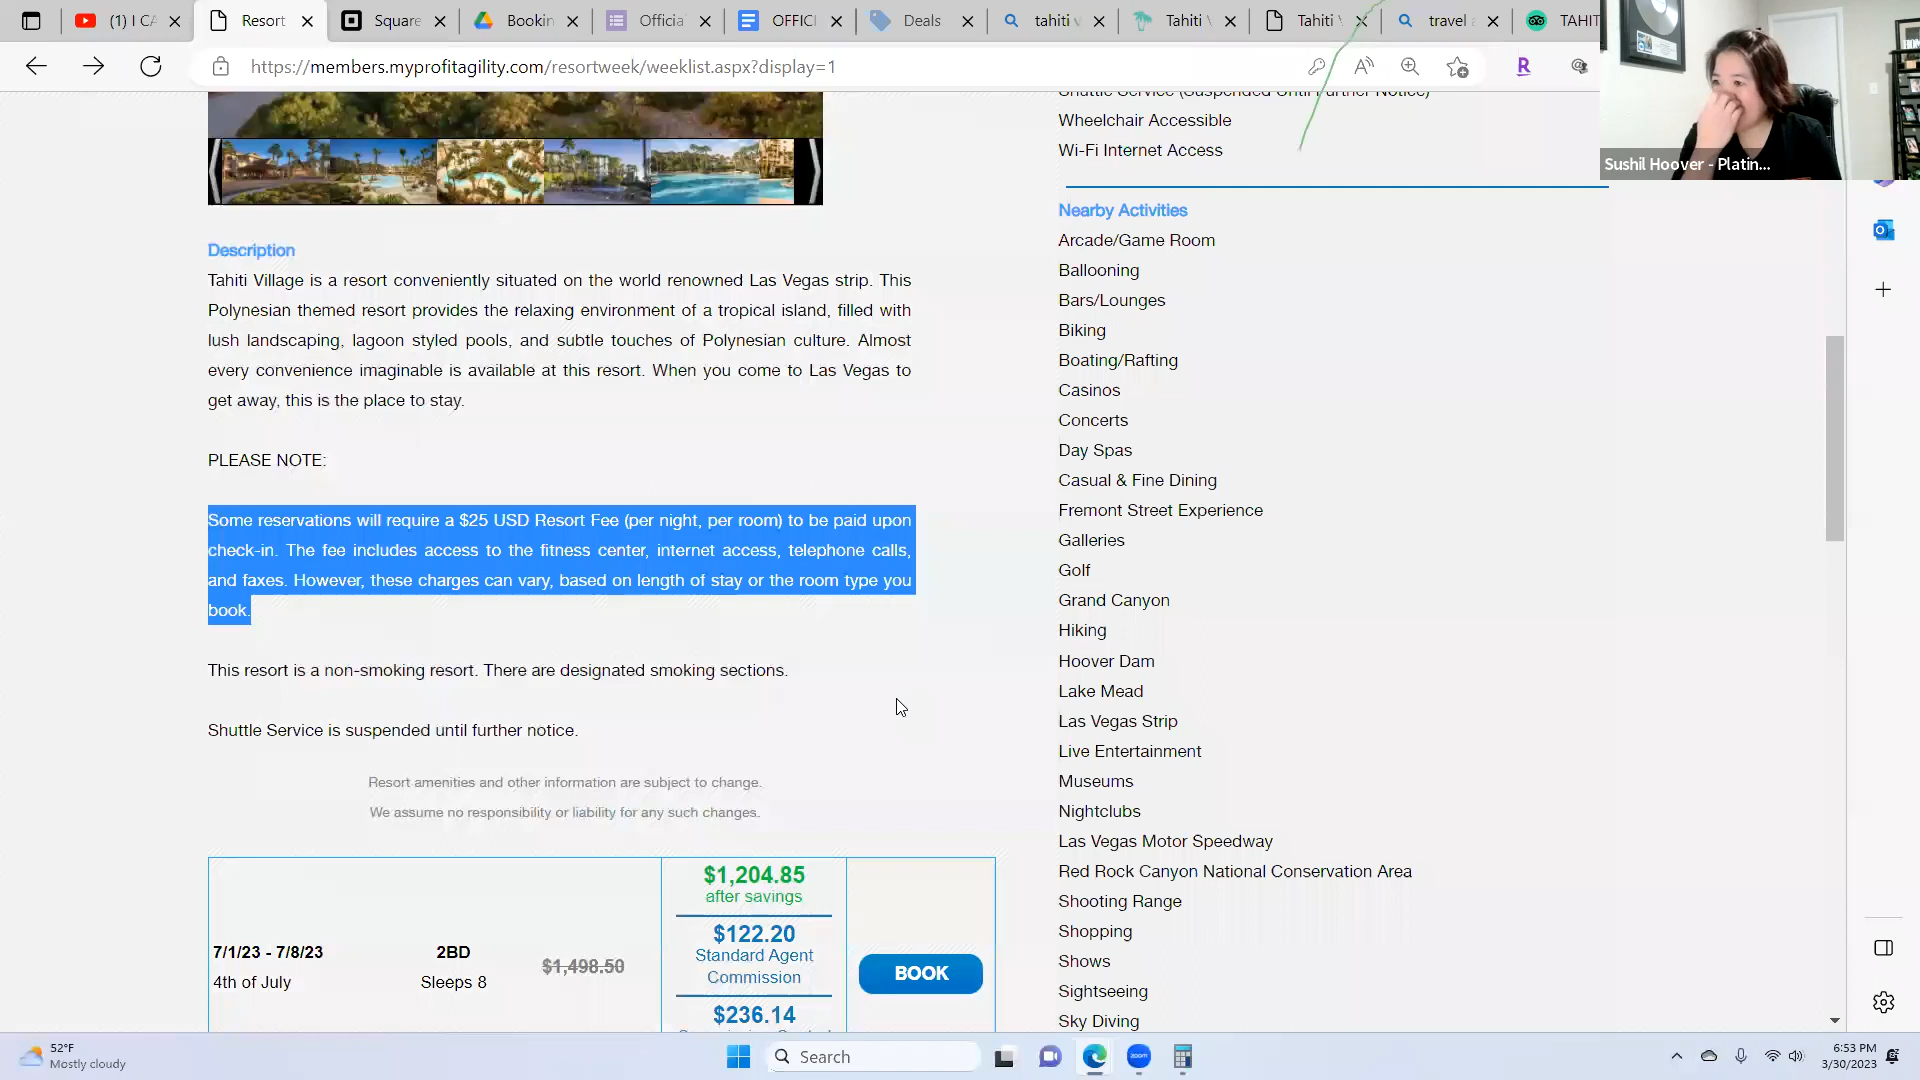 (1) I CA
Resort
Square
Bookin
Officia
OFFICI
Deals
tahiti v
Tahiti \
Tahiti \
travel a
TAHIT
https://members.myprofitagility.com/resortweek/weeklist.aspx?display=1
Sushil Hoover - Platin...
Shuttle Service (Suspended Until Further Notice)
Wheelchair Accessible
Wi-Fi Internet Access
Description
Tahiti Village is a resort conveniently situated on the world renowned Las Vegas strip. This
Polynesian themed resort provides the relaxing environment of a tropical island, filled with
lush landscaping, lagoon styled pools, and subtle touches of Polynesian culture. Almost
every convenience imaginable is available at this resort. When you come to Las Vegas to
get away, this is the place to stay.
PLEASE NOTE:
Some reservations will require a $25 USD Resort Fee (per night, per room) to be paid upon
check-in. The fee includes access to the fitness center, internet access, telephone calls,
and faxes. However, these charges can vary, based on length of stay or the room type you
book.
This resort is a non-smoking resort. There are designated smoking sections.
Shuttle Service is suspended until further notice.
Resort amenities and other information are subject to change.
We assume no responsibility or liability for any such changes.
7/1/23 - 7/8/23
4th of July
2BD
Sleeps 8
$1,498.50
$1,204.85
after savings
$122.20
Standard Agent
Commission
$236.14
BOOK
Nearby Activities
Arcade/Game Room
Ballooning
Bars/Lounges
Biking
Boating/Rafting
Casinos
Concerts
Day Spas
Casual & Fine Dining
Fremont Street Experience
Galleries
Golf
Grand Canyon
Hiking
Hoover Dam
Lake Mead
Las Vegas Strip
Live Entertainment
Museums
Nightclubs
Las Vegas Motor Speedway
Red Rock Canyon National Conservation Area
Shooting Range
Shopping
Shows
Sightseeing
Sky Diving
52°F
Mostly cloudy
Search
zoom
6:53 PM
3/30/2023